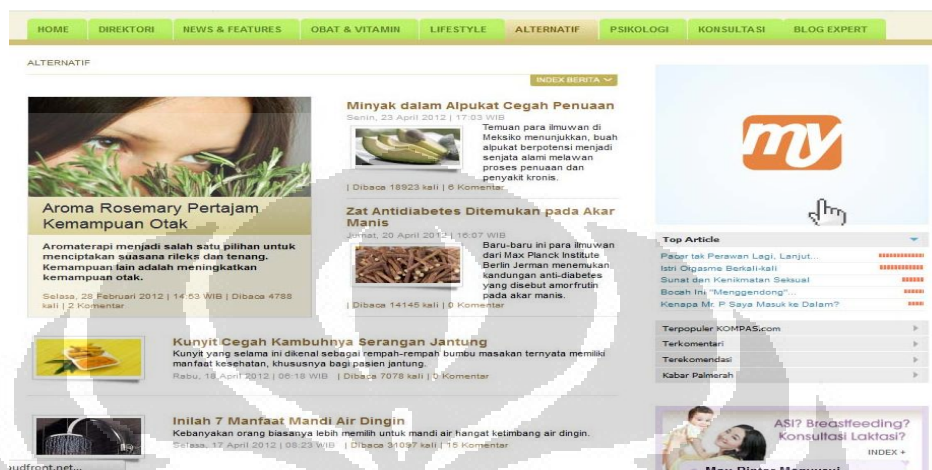 HOME DIREKTORI NEWS & FEATURES OBAT & VITAMIN LIFESTYLE ALTERNATIF PSIKOLOGI KONSULTASI BLOG EXPERT
ALTERNATIF
INDEX BERITA
Aroma Rosemary Pertajam
Kemampuan Otak
Aromaterapi menjadi salah satu pilihan untuk
menciptakan suasana rileks dan tenang.
Kemampuan lain adalah meningkatkan
kemampuan otak.
Selasa, 28 Februari 2012 | 14:53 WIB | Dibaca 4788
kali | 2 Komentar
Minyak dalam Alpukat Cegah Penuaan
Senin, 23 April 2012 | 17:03 WIB
Temuan para ilmuwan di
Meksiko menunjukkan, buah
alpukat berpotensi menjadi
senjata alami melawan
proses penuaan dan
penyakit kronis.
| Dibaca 18923 kali | 6 Komentar
Zat Antidiabetes Ditemukan pada Akar
Manis
Jumat, 20 April 2012 | 16:07 WIB
Baru-baru ini para ilmuwan
dari Max Planck Institute
Berlin Jerman menemukan
kandungan anti-diabetes
yang disebut amorfrutin
pada akar manis.
| Dibaca 14145 kali | 0 Komentar
Kunyit Cegah Kambuhnya Serangan Jantung
Kunyit yang selama ini dikenal sebagai rempah-rempah bumbu masakan ternyata memiliki
manfaat kesehatan, khususnya bagi pasien jantung.
Rabu, 18 April 2012 | 06:18 WIB | Dibaca 7078 kali | 0 Komentar
Inilah 7 Manfaat Mandi Air Dingin
Kebanyakan orang biasanya lebih memilih untuk mandi air hangat ketimbang air dingin.
Selasa, 17 April 2012 | 08:23 WIB | Dibaca 31097 kali | 15 Komentar
my
Top Article
Pacar tak Perawan Lagi, Lanjut...
Istri Orgasme Berkali-kali
Sunat dan Kenikmatan Seksual
Bocah Ini "Menggendong"...
Kenapa Mr. P Saya Masuk ke Dalam?
Terpopuler KOMPAS.com
Terkomentari
Terekomendasi
Kabar Palmerah
ASI? Breastfeeding?
Konsultasi Laktasi?
INDEX +